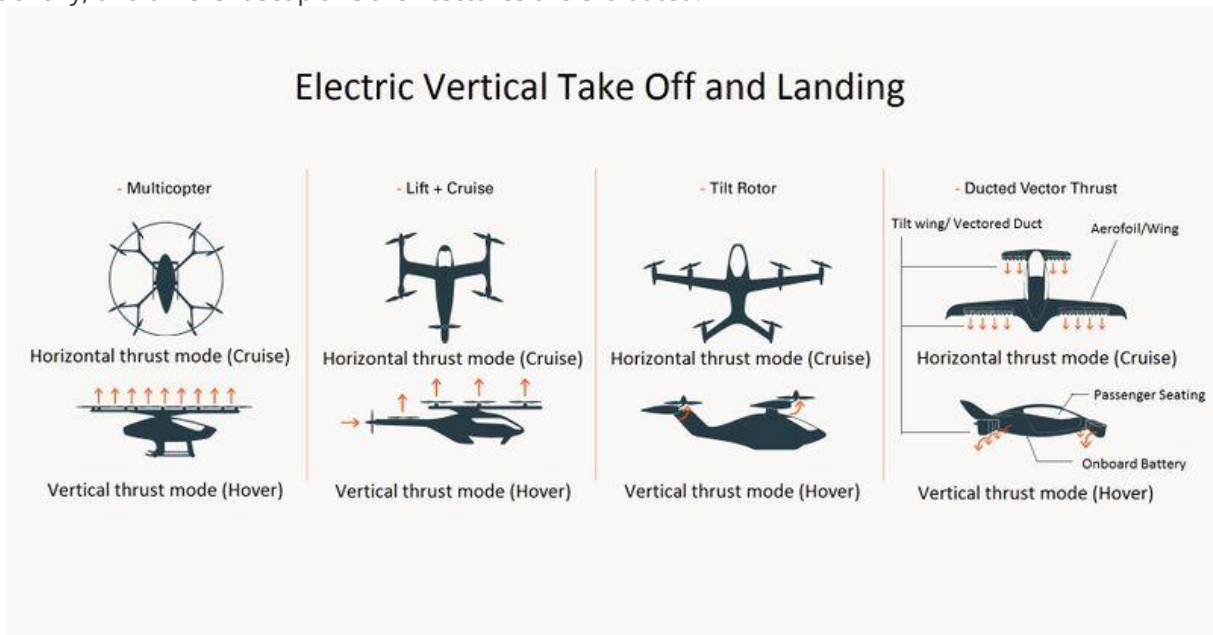 Electric Vertical Take Off and Landing
- Multicopter
Horizontal thrust mode (Cruise)
Vertical thrust mode (Hover)
- Lift + Cruise
Horizontal thrust mode (Cruise)
Vertical thrust mode (Hover)
- Tilt Rotor
Horizontal thrust mode (Cruise)
Vertical thrust mode (Hover)
- Ducted Vector Thrust
Tilt wing/ Vectored Duct
Aerofoil/Wing
Horizontal thrust mode (Cruise)
Passenger Seating
Onboard Battery
Vertical thrust mode (Hover)